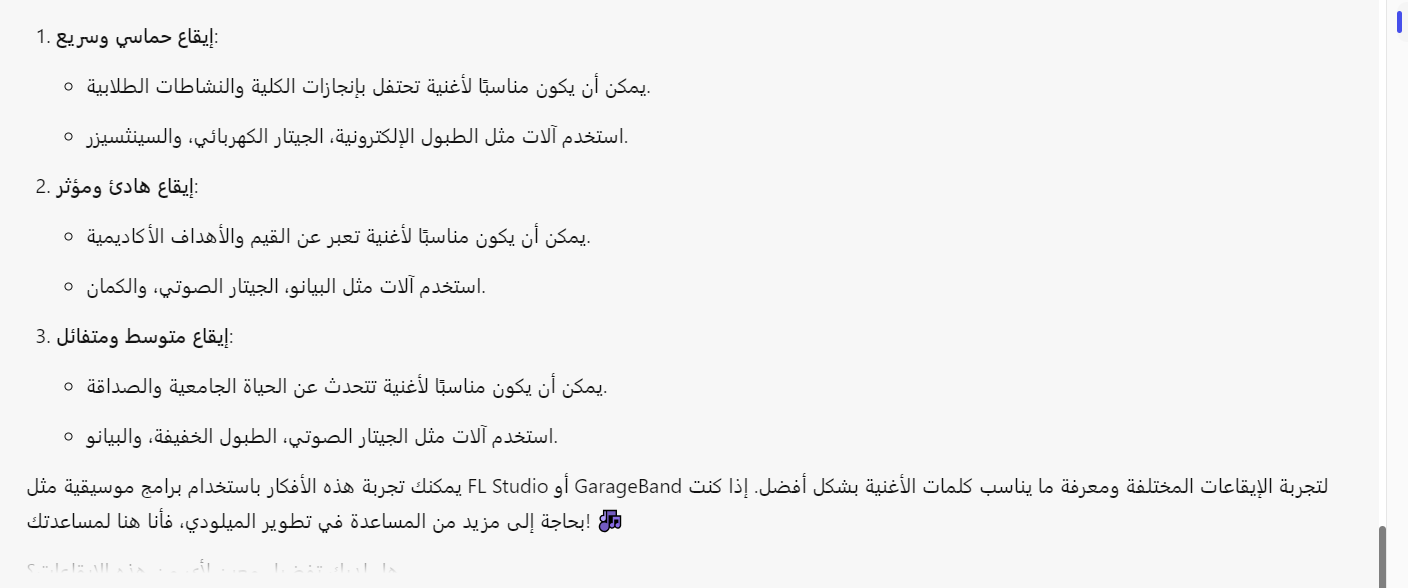 1. إيقاع حماسي وسريع:
يمكن أن يكون مناسبًا لأغنية تحتفل بإنجازات الكلية والنشاطات الطلابية.
استخدم آلات مثل الطبول الإلكترونية، الجيتار الكهربائي، والسينثسيزر.
2. إيقاع هادئ ومؤثر:
يمكن أن يكون مناسبًا لأغنية تعبر عن القيم والأهداف الأكاديمية.
استخدم آلات مثل البيانو، الجيتار الصوتي، والكمان.
3. إيقاع متوسط ومتفائل:
يمكن أن يكون مناسبًا لأغنية تتحدث عن الحياة الجامعية والصداقة.
استخدم آلات مثل الجيتار الصوتي، الطبول الخفيفة، والبيانو.
يمكنك تجربة هذه الأفكار باستخدام برامج موسيقية مثل FL Studio أو GarageBand لتجربة الإيقاعات المختلفة ومعرفة ما يناسب كلمات الأغنية بشكل أفضل. إذا كنت
بحاجة إلى مزيد من المساعدة في تطوير الميلودي، فأنا هنا لمساعدتك! 🎶